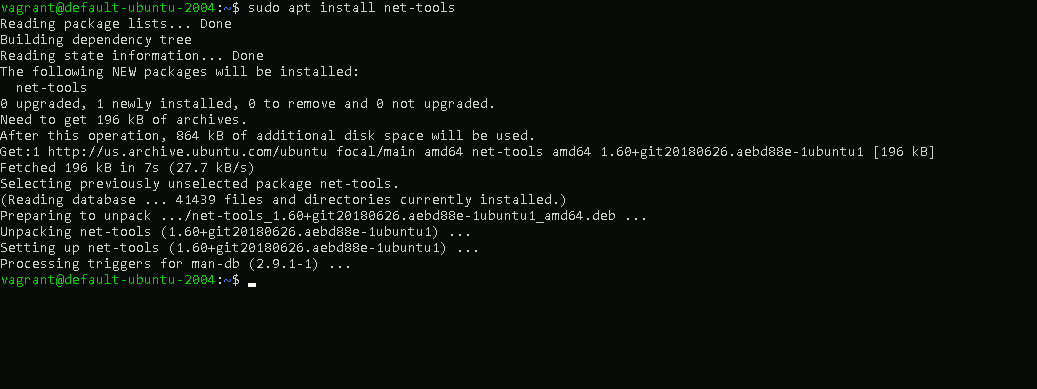 vagrant@default-ubuntu-2004:~$ sudo apt install net-tools
Reading package lists... Done
Building dependency tree
Reading state information... Done
The following NEW packages will be installed:
  net-tools
0 upgraded, 1 newly installed, 0 to remove and 0 not upgraded.
Need to get 196 kB of archives.
After this operation, 864 kB of additional disk space will be used.
Get:1 http://us.archive.ubuntu.com/ubuntu focal/main amd64 net-tools amd64 1.60+git20180626.aebd88e-1ubuntu1 [196 kB]
Fetched 196 kB in 7s (27.7 kB/s)
Selecting previously unselected package net-tools.
(Reading database ... 41439 files and directories currently installed.)
Preparing to unpack .../net-tools_1.60+git20180626.aebd88e-1ubuntu1_amd64.deb ...
Unpacking net-tools (1.60+git20180626.aebd88e-1ubuntu1) ...
Setting up net-tools (1.60+git20180626.aebd88e-1ubuntu1) ...
Processing triggers for man-db (2.9.1-1) ...
vagrant@default-ubuntu-2004:~$